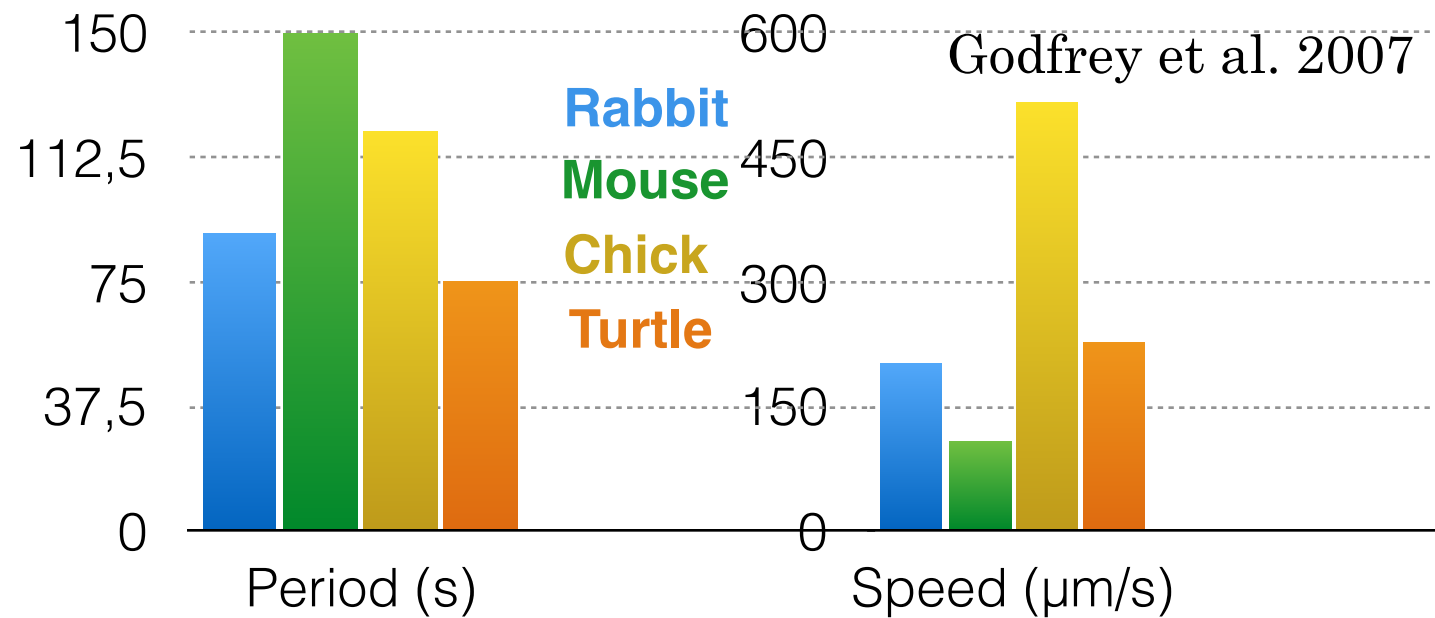 150
112,5
75
37,5
0
Period (s)
Rabbit
Mouse
Chick
Turtle
600
450
300
150
0
Speed (µm/s)
Godfrey et al. 2007